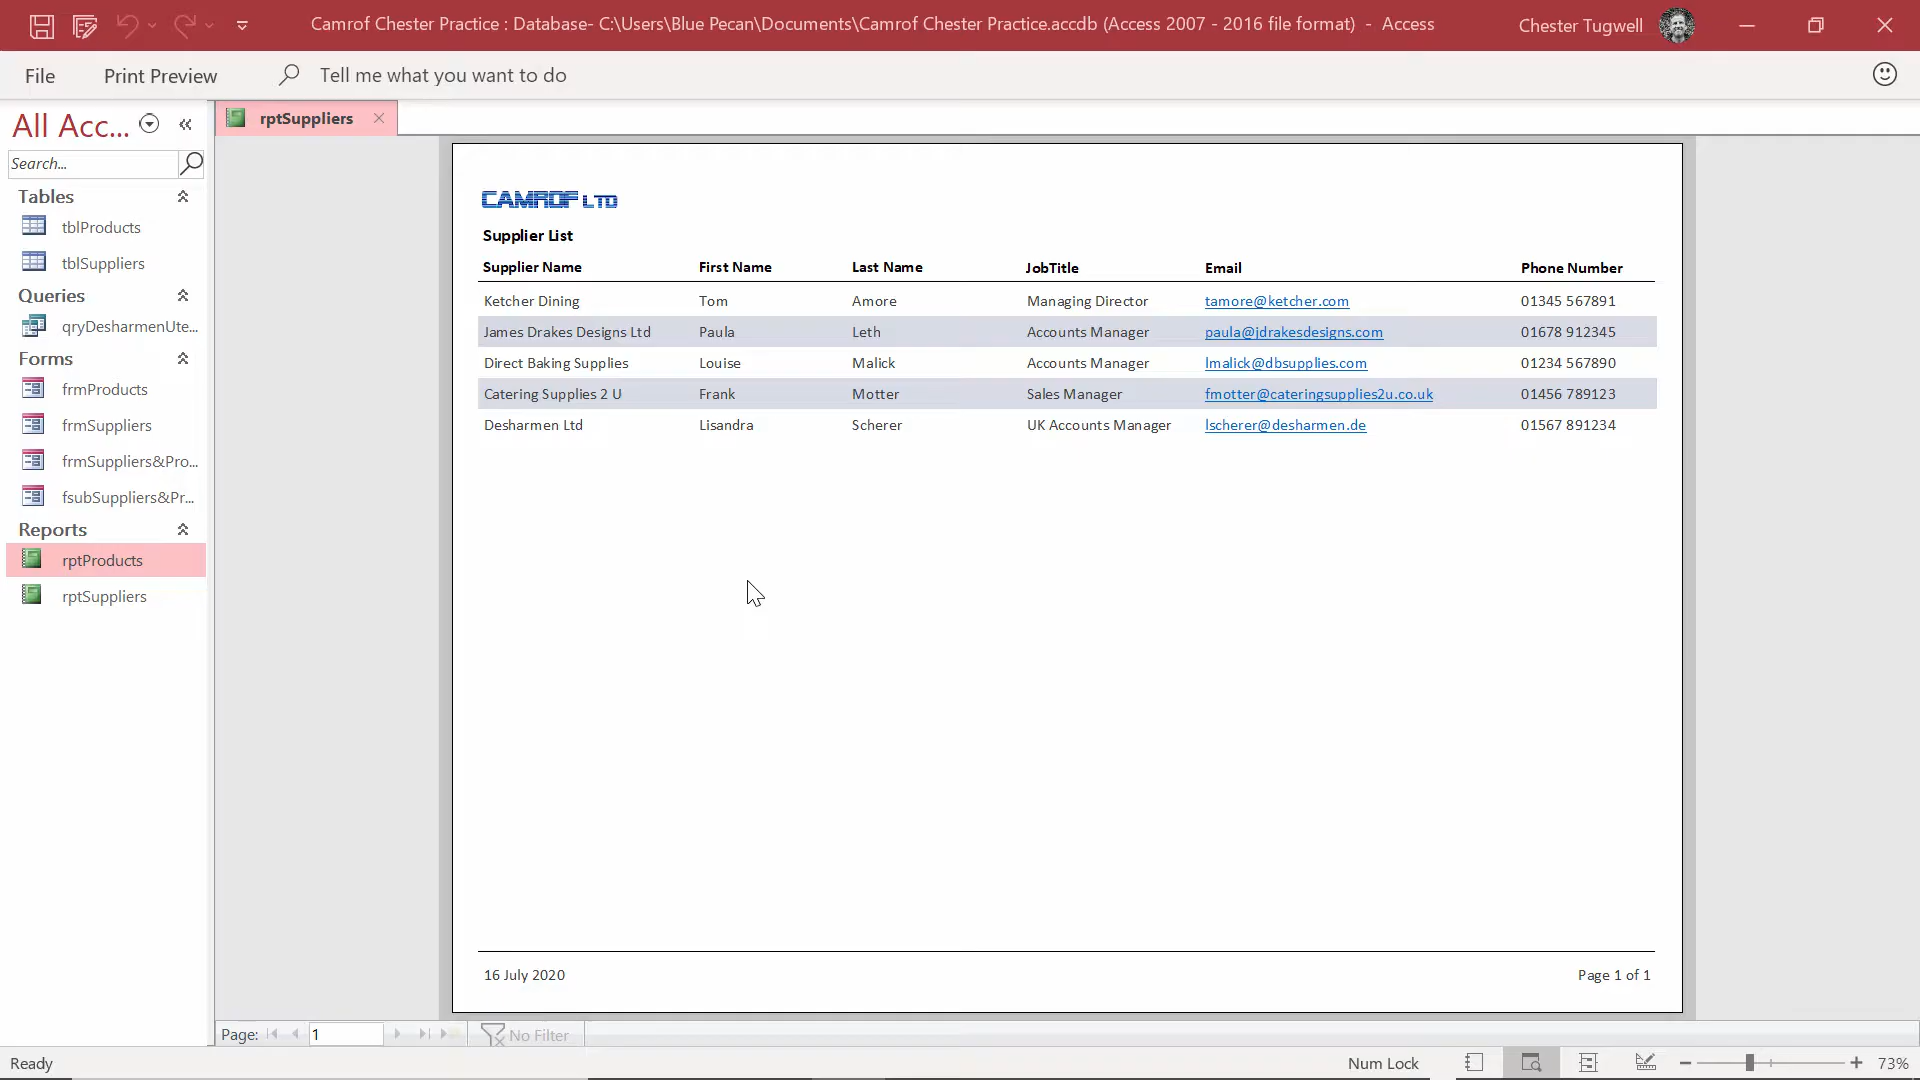 Camrof Chester Practice : Database- C:\Users\Blue Pecan\Documents\Camrof Chester Practice.accdb (Access 2007 - 2016 file format) - Access
Chester Tugwell
File
Print Preview
Tell me what you want to do
All Acc...
rptSuppliers
Search...
Tables
tblProducts
tblSuppliers
Queries
qryDesharmenUte...
Forms
frmProducts
frmSuppliers
frmSuppliers&Pro...
fsubSuppliers&Pr...
Reports
rptProducts
rptSuppliers
CAMROF LTD
Supplier List
Supplier Name First Name Last Name JobTitle Email Phone Number
Ketcher Dining Tom Amore Managing Director tamore@ketcher.com 01345 567891
James Drakes Designs Ltd Paula Leth Accounts Manager paula@jdrakesdesigns.com 01678 912345
Direct Baking Supplies Louise Malick Accounts Manager lmalick@dbsupplies.com 01234 567890
Catering Supplies 2 U Frank Motter Sales Manager fmotter@cateringsupplies2u.co.uk 01456 789123
Desharmen Ltd Lisandra Scherer UK Accounts Manager lscherer@desharmen.de 01567 891234
16 July 2020
Page 1 of 1
Page: 1 No Filter
Ready
Num Lock
73%